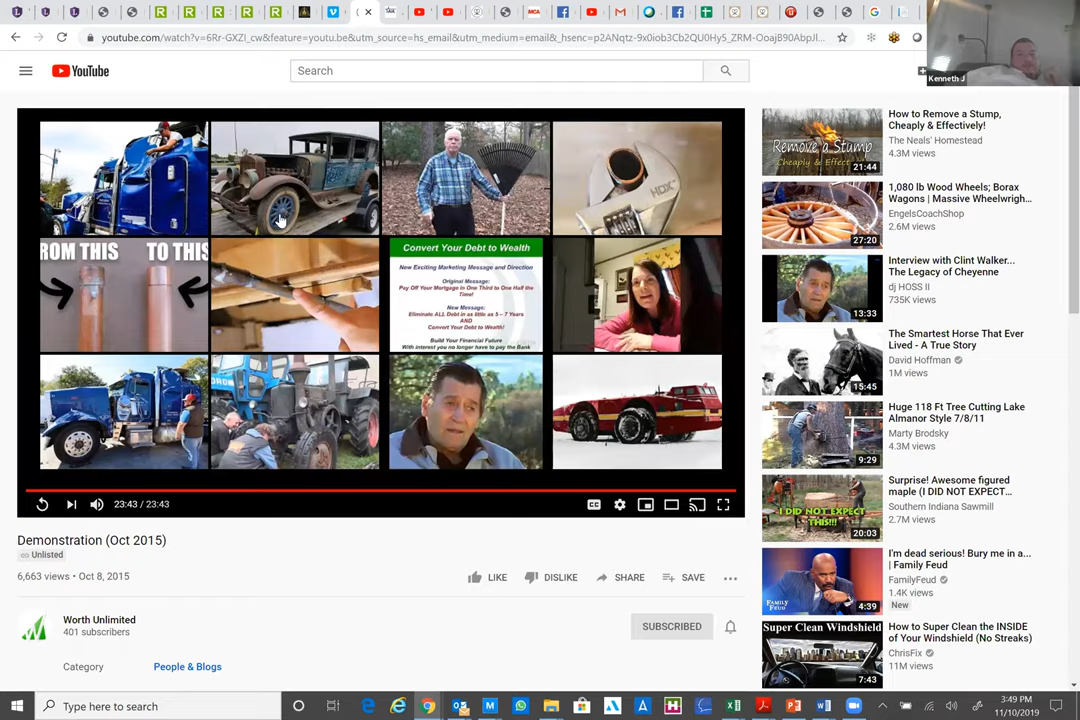 youtube.com/watch?v=6Rr-GXZl_cw&feature=youtu.be&utm_source=hs_email&utm_medium=email&_hsenc=p2ANqtz-9x0iob3Cb2QU0Hy5_ZRM-OoajB90AbpJl...
Kenneth J
YouTube
Search
HDX
ROM THIS TO THIS
Convert Your Debt to Wealth
New Exciting Marketing Message and Direction
Original Message:
Pay Off Your Mortgage in One Third to One Half the
Time!
New Message:
Eliminate ALL Debt in as little as 5 – 7 Years
AND
Convert Your Debt to Wealth!
Build Your Financial Future
With interest you no longer have to pay the Bank
23:43 / 23:43
Demonstration (Oct 2015)
Unlisted
6,663 views • Oct 8, 2015
LIKE DISLIKE SHARE SAVE
Worth Unlimited
401 subscribers
SUBSCRIBED
Category People & Blogs
Remove a Stump
Cheaply & Effect
21:44
How to Remove a Stump,
Cheaply & Effectively!
The Neals' Homestead
4.3M views
27:20
1,080 lb Wood Wheels; Borax
Wagons | Massive Wheelwrigh...
EngelsCoachShop
2.6M views
13:33
Interview with Clint Walker...
The Legacy of Cheyenne
dj HOSS II
735K views
15:45
The Smartest Horse That Ever
Lived - A True Story
David Hoffman
1M views
9:29
Huge 118 Ft Tree Cutting Lake
Almanor Style 7/8/11
Marty Brodsky
4.3M views
I DID NOT EXPECT
THIS!!!
20:03
Surprise! Awesome figured
maple (I DID NOT EXPECT...
Southern Indiana Sawmill
2.7M views
FAMILY
FEUD
4:39
I'm dead serious! Bury me in a...
| Family Feud
FamilyFeud
1.4K views
New
Super Clean Windshield
7:43
How to Super Clean the INSIDE
of Your Windshield (No Streaks)
ChrisFix
11M views
Type here to search
3:49 PM
11/10/2019